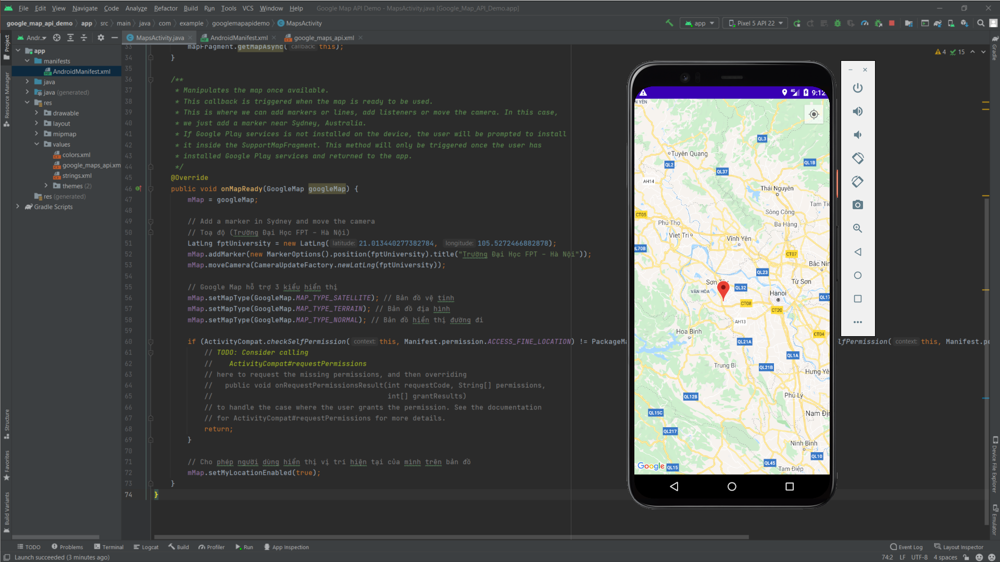 File Edit View Navigate Code Analyze Refactor Build Run Tools VCS Window Help Google Map API Demo - MapsActivity.java [Google_Map_API_Demo.app]
google_map_api_demo app src main java com example googlemapapidemo MapsActivity app Pixel 5 API 22
Andr... MapsActivity.java AndroidManifest.xml google_maps_api.xml
Project
Resource Manager
Structure
Favorites
Build Variants
app
manifests
AndroidManifest.xml
java
java (generated)
res
drawable
layout
mipmap
values
colors.xml
google_maps_api.xm
strings.xml
themes (2)
res (generated)
Gradle Scripts
4 15
33 mapFragment.getMapAsync( callback: this);
34 }
35
36 /**
37 * Manipulates the map once available.
38 * This callback is triggered when the map is ready to be used.
39 * This is where we can add markers or lines, add listeners or move the camera. In this case,
40 * we just add a marker near Sydney, Australia.
41 * If Google Play services is not installed on the device, the user will be prompted to install
42 * it inside the SupportMapFragment. This method will only be triggered once the user has
43 * installed Google Play services and returned to the app.
44 */
45 @Override
46 public void onMapReady(GoogleMap googleMap) {
47 mMap = googleMap;
48
49 // Add a marker in Sydney and move the camera
50 // Toạ độ (Trường Đại Học FPT - Hà Nội)
51 LatLng fptUniversity = new LatLng( latitude: 21.013440277382784, longitude: 105.5272466882878);
52 mMap.addMarker(new MarkerOptions().position(fptUniversity).title("Trường Đại Học FPT - Hà Nội"));
53 mMap.moveCamera(CameraUpdateFactory.newLatLng(fptUniversity));
54
55 // Google Map hỗ trợ 3 kiểu hiển thị
56 mMap.setMapType(GoogleMap.MAP_TYPE_SATELLITE); // Bản đồ vệ tinh
57 mMap.setMapType(GoogleMap.MAP_TYPE_TERRAIN); // Bản đồ địa hình
58 mMap.setMapType(GoogleMap.MAP_TYPE_NORMAL); // Bản đồ hiển thị đường đi
59
60 if (ActivityCompat.checkSelfPermission( context: this, Manifest.permission.ACCESS_FINE_LOCATION) != PackageMa lfPermission( context: this, Manifest.pe
61 // TODO: Consider calling
62 // ActivityCompat#requestPermissions
63 // here to request the missing permissions, and then overriding
64 // public void onRequestPermissionsResult(int requestCode, String[] permissions,
65 // int[] grantResults)
66 // to handle the case where the user grants the permission. See the documentation
67 // for ActivityCompat#requestPermissions for more details.
68 return;
69 }
70
71 // Cho phép người dùng hiển thị vị trí hiện tại của mình trên bản đồ
72 mMap.setMyLocationEnabled(true);
73 }
74 }
4G 9:12
N YÊN
QL3
Tuyên Quang
QL2
QL1B
QL37
AH14
Thái Nguyên
Tam Tiế
CT05
Sông Công
Phú Thọ
Ba Hàng
Viet Tri
Vĩnh Yên
L70B
CT07
Bắc Nin
QL23
Từ Sơn
Sơn Tây
VÂN HÒA
QL32
Hanoi
QL17
CT08
CT20
AH13
Hoa Binh
CT04
QL21A
QL1A
Trung Bì
QL21B
Hưng Yê
QL12B
Phủ Lý
QL15C
Nam Địn
QL217
Ninh Bình
QL10
QL45
Google QL15
Tam Điệp
Gradle
Device File Explorer
Emulator
TODO Problems Terminal Logcat Build Profiler Run App Inspection Event Log Layout Inspector
Launch succeeded (3 minutes ago) 74:2 LF UTF-8 4 spaces